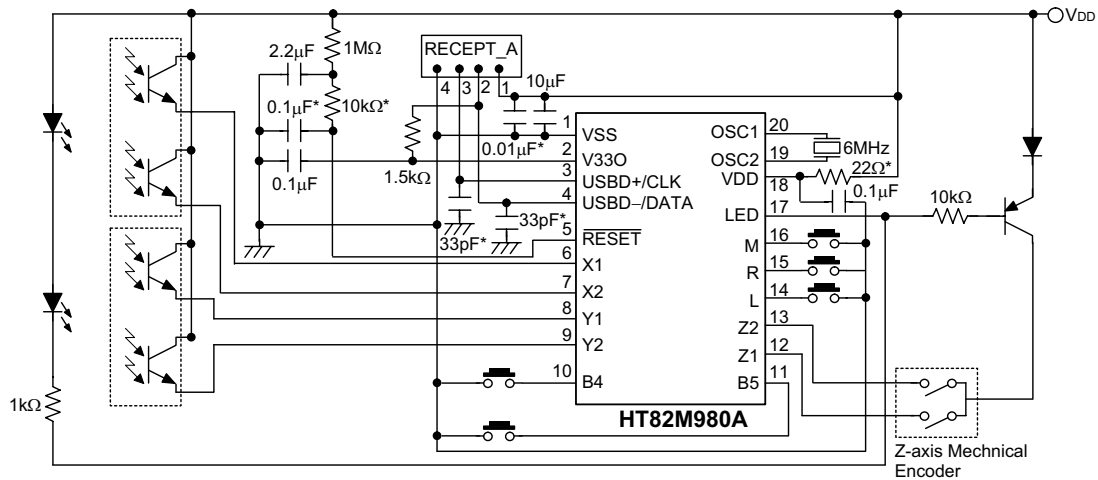 VDD
2.2μF
1MΩ
RECEPT_A
4 3 2 1
10μF
0.1μF*
10kΩ*
0.01μF*
0.1μF
1.5kΩ
33pF*
33pF*
1 VSS
2 V33O
3 USBD+/CLK
4 USBD–/DATA
5 RESET
6 X1
7 X2
8 Y1
9 Y2
10 B4
OSC1 20
OSC2 19
VDD 18
LED 17
M 16
R 15
L 14
Z2 13
Z1 12
B5 11
6MHz
22Ω*
0.1μF
10kΩ
1kΩ
HT82M980A
Z-axis Mechnical
Encoder